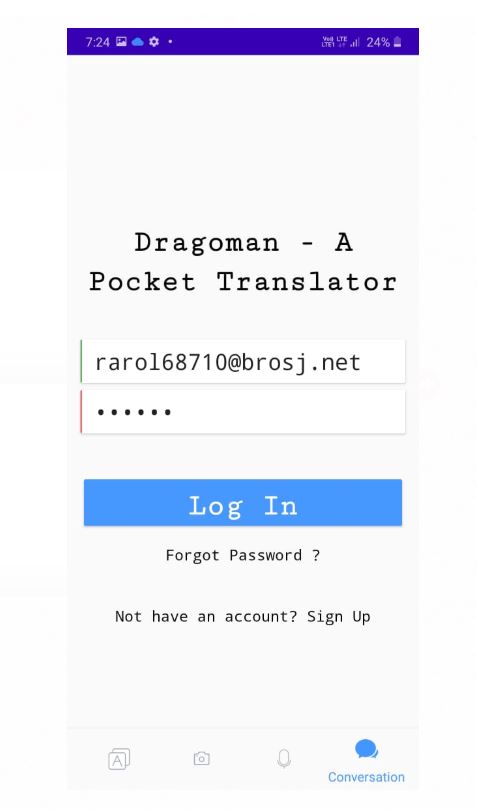 7:24
Vo)) LTE
LTE1
24%
Dragoman - A
Pocket Translator
rarol68710@brosj.net
••••••
Log In
Forgot Password ?
Not have an account? Sign Up
A
Conversation